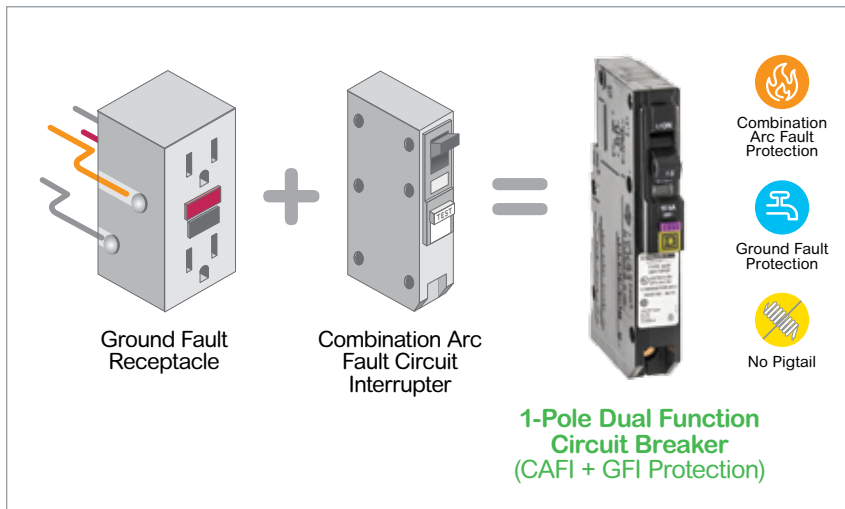 TEST
Ground Fault
Receptacle
Combination Arc
Fault Circuit
Interrupter
1-Pole Dual Function
Circuit Breaker
(CAFI + GFI Protection)
Combination
Arc Fault
Protection
Ground Fault
Protection
No Pigtail